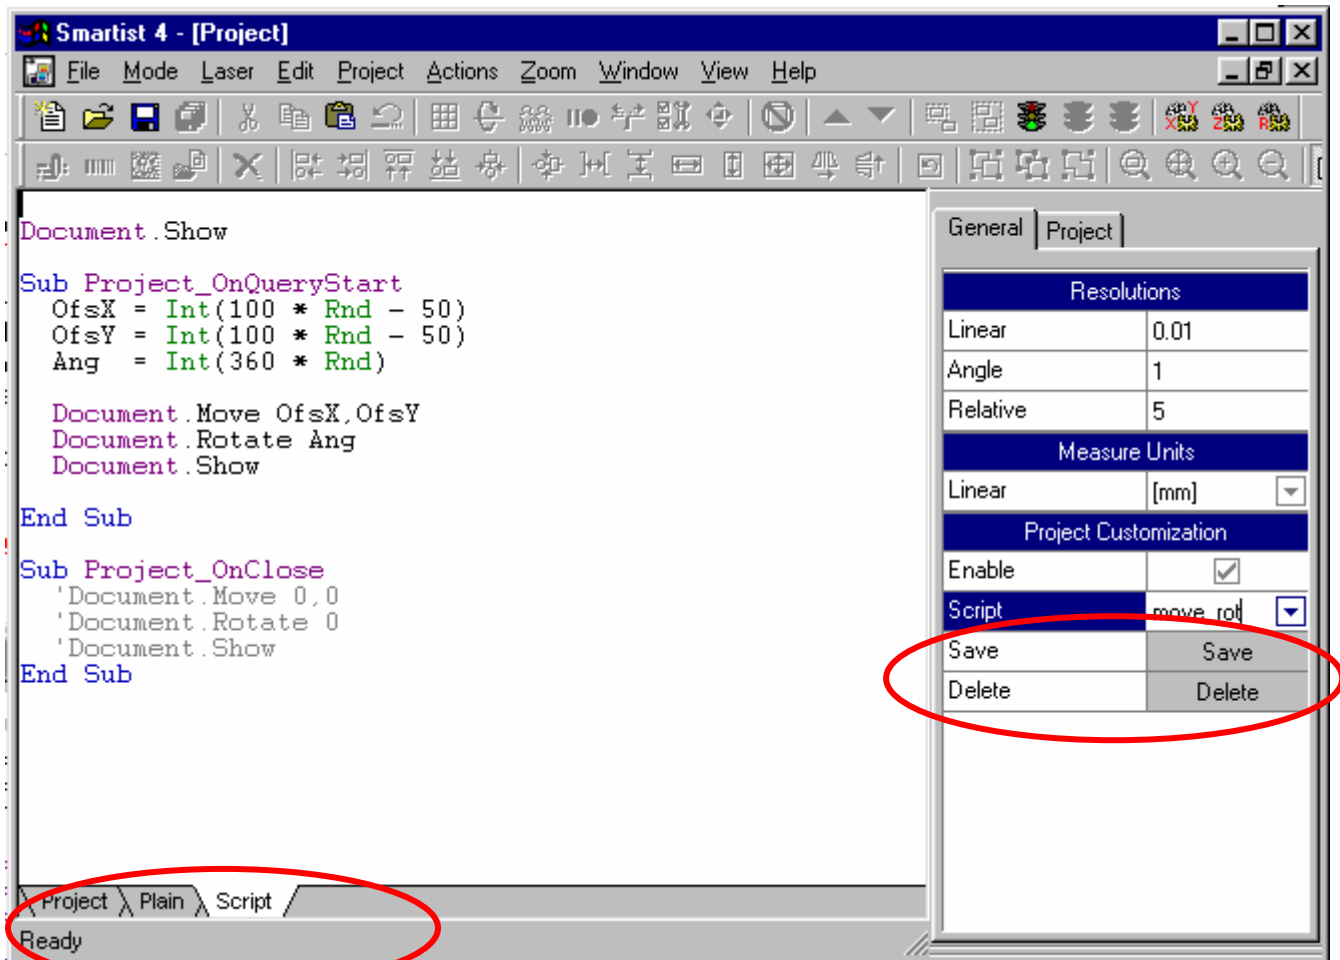 Smartist 4 - [Project]
File Mode Laser Edit Project Actions Zoom Window View Help
Document.Show
Sub Project_OnQueryStart
OfsX = Int(100 * Rnd - 50)
OfsY = Int(100 * Rnd - 50)
Ang = Int(360 * Rnd)
Document.Move OfsX,OfsY
Document.Rotate Ang
Document.Show
End Sub
Sub Project_OnClose
'Document.Move 0,0
'Document.Rotate 0
'Document.Show
End Sub
Project Plain Script
Ready
General Project
Resolutions
Linear 0.01
Angle 1
Relative 5
Measure Units
Linear [mm]
Project Customization
Enable
Script move_rot
Save Save
Delete Delete